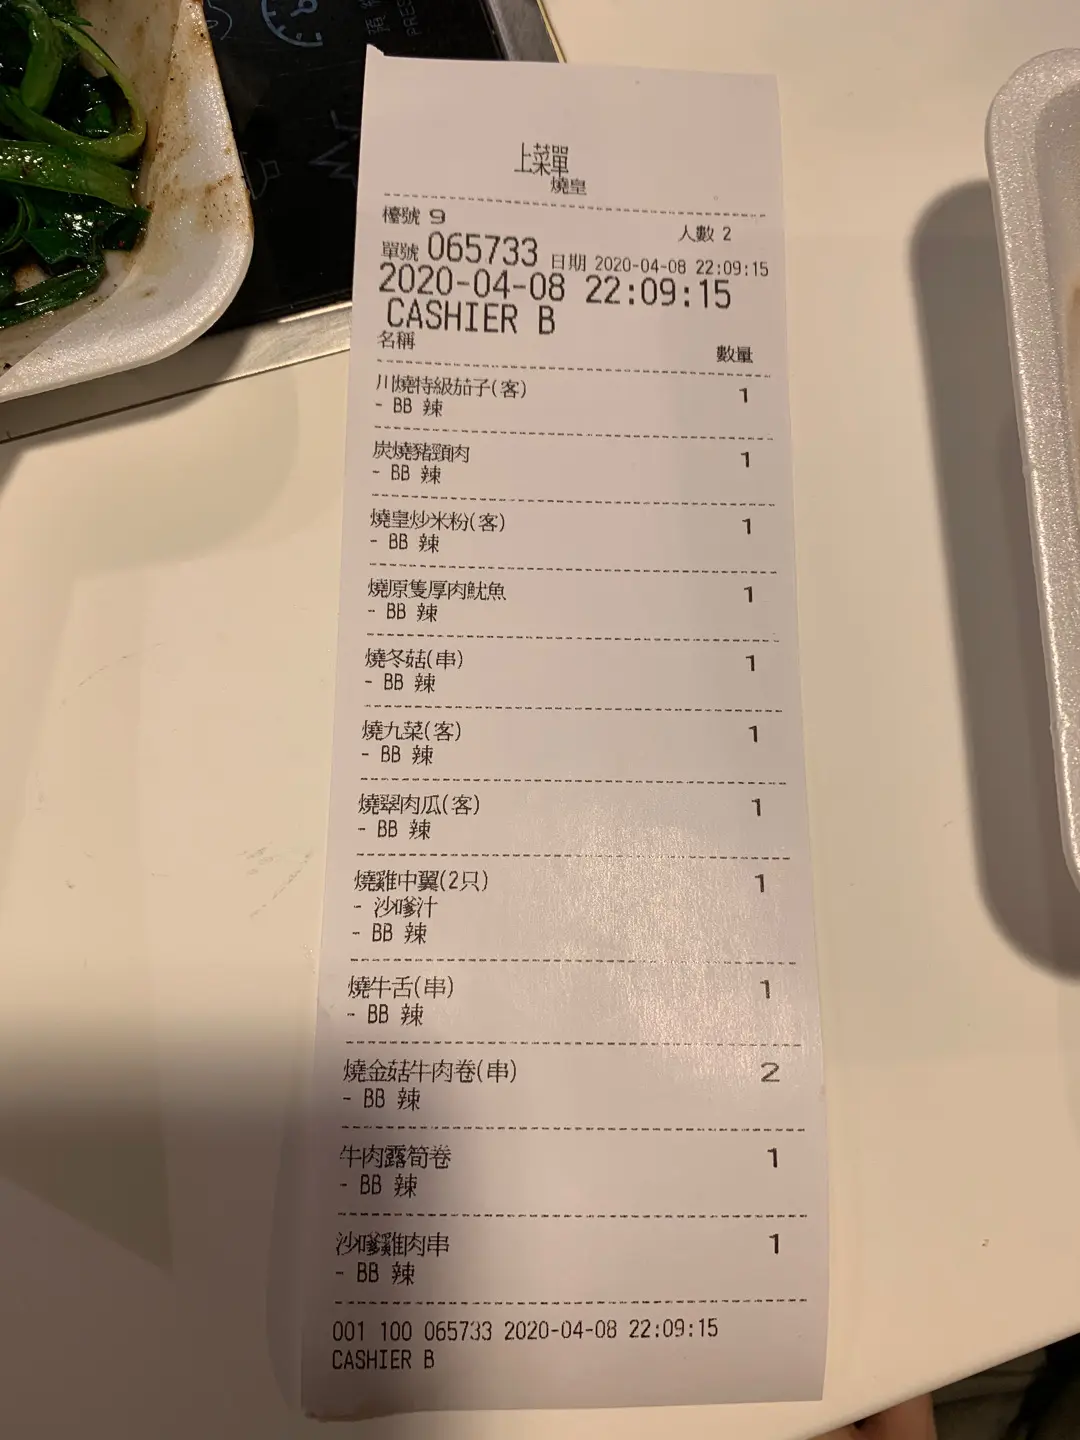 上菜單
燒皇
檯號 9
人數 2
單號 065733 日期 2020-04-08 22:09:15
2020-04-08 22:09:15
CASHIER B
名稱 數量
川燒特級茄子(客) 1
- BB 辣
炭燒豬頸肉 1
- BB 辣
燒皇炒米粉(客) 1
- BB 辣
燒原隻厚肉魷魚 1
- BB 辣
燒冬菇(串) 1
- BB 辣
燒九菜(客) 1
- BB 辣
燒翠肉瓜(客) 1
- BB 辣
燒雞中翼(2只) 1
- 沙嗲汁
- BB 辣
燒牛舌(串) 1
- BB 辣
燒金菇牛肉卷(串) 2
- BB 辣
牛肉露筍卷 1
- BB 辣
沙嗲雞肉串 1
- BB 辣
001 100 065733 2020-04-08 22:09:15
CASHIER B